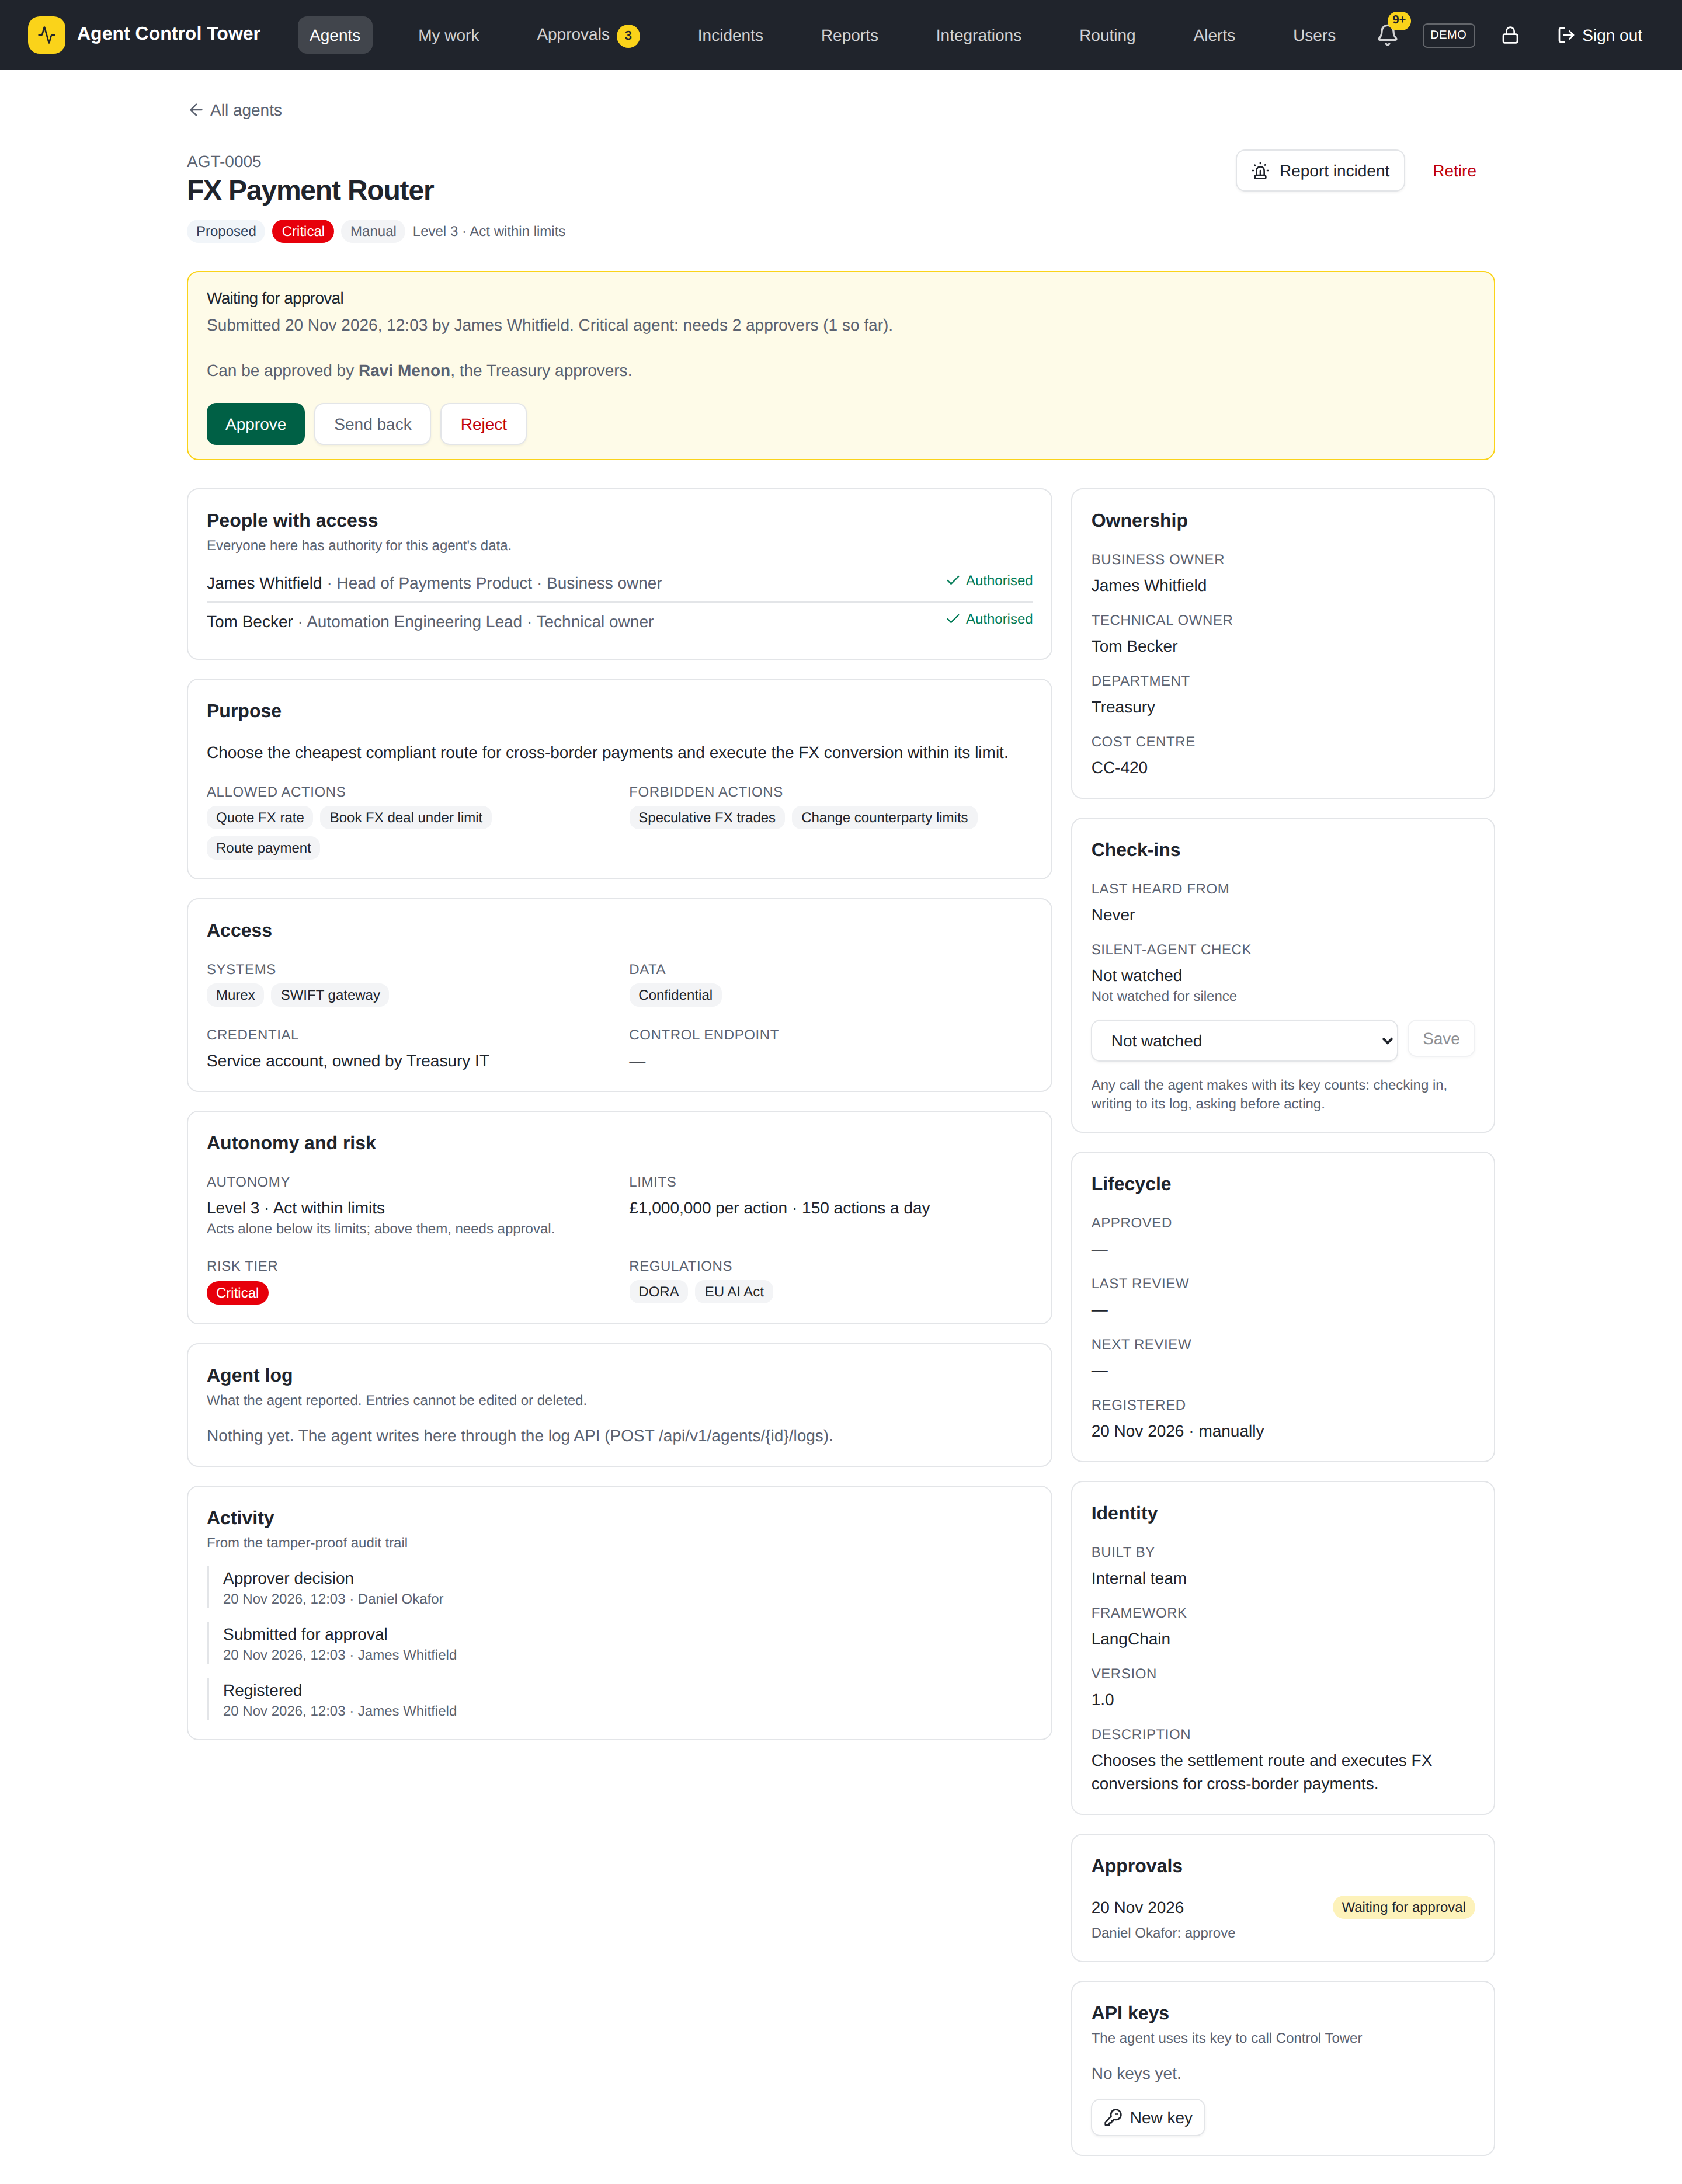 Agent Control Tower
Agents
My work
Approvals 3
Incidents
Reports
Integrations
Routing
Alerts
Users
9+
DEMO
Sign out
All agents
AGT-0005
FX Payment Router
Report incident
Retire
Proposed
Critical
Manual
Level 3 · Act within limits
Waiting for approval
Submitted 20 Nov 2026, 12:03 by James Whitfield. Critical agent: needs 2 approvers (1 so far).
Can be approved by Ravi Menon, the Treasury approvers.
Approve
Send back
Reject
People with access
Everyone here has authority for this agent's data.
James Whitfield · Head of Payments Product · Business owner
Authorised
Tom Becker · Automation Engineering Lead · Technical owner
Authorised
Purpose
Choose the cheapest compliant route for cross-border payments and execute the FX conversion within its limit.
ALLOWED ACTIONS
Quote FX rate
Book FX deal under limit
Route payment
FORBIDDEN ACTIONS
Speculative FX trades
Change counterparty limits
Access
SYSTEMS
Murex
SWIFT gateway
DATA
Confidential
CREDENTIAL
Service account, owned by Treasury IT
CONTROL ENDPOINT
—
Autonomy and risk
AUTONOMY
Level 3 · Act within limits
Acts alone below its limits; above them, needs approval.
LIMITS
£1,000,000 per action · 150 actions a day
RISK TIER
Critical
REGULATIONS
DORA
EU AI Act
Agent log
What the agent reported. Entries cannot be edited or deleted.
Nothing yet. The agent writes here through the log API (POST /api/v1/agents/{id}/logs).
Activity
From the tamper-proof audit trail
Approver decision
20 Nov 2026, 12:03 · Daniel Okafor
Submitted for approval
20 Nov 2026, 12:03 · James Whitfield
Registered
20 Nov 2026, 12:03 · James Whitfield
Ownership
BUSINESS OWNER
James Whitfield
TECHNICAL OWNER
Tom Becker
DEPARTMENT
Treasury
COST CENTRE
CC-420
Check-ins
LAST HEARD FROM
Never
SILENT-AGENT CHECK
Not watched
Not watched for silence
Not watched
Save
Any call the agent makes with its key counts: checking in,
writing to its log, asking before acting.
Lifecycle
APPROVED
—
LAST REVIEW
—
NEXT REVIEW
—
REGISTERED
20 Nov 2026 · manually
Identity
BUILT BY
Internal team
FRAMEWORK
LangChain
VERSION
1.0
DESCRIPTION
Chooses the settlement route and executes FX
conversions for cross-border payments.
Approvals
20 Nov 2026
Waiting for approval
Daniel Okafor: approve
API keys
The agent uses its key to call Control Tower
No keys yet.
New key